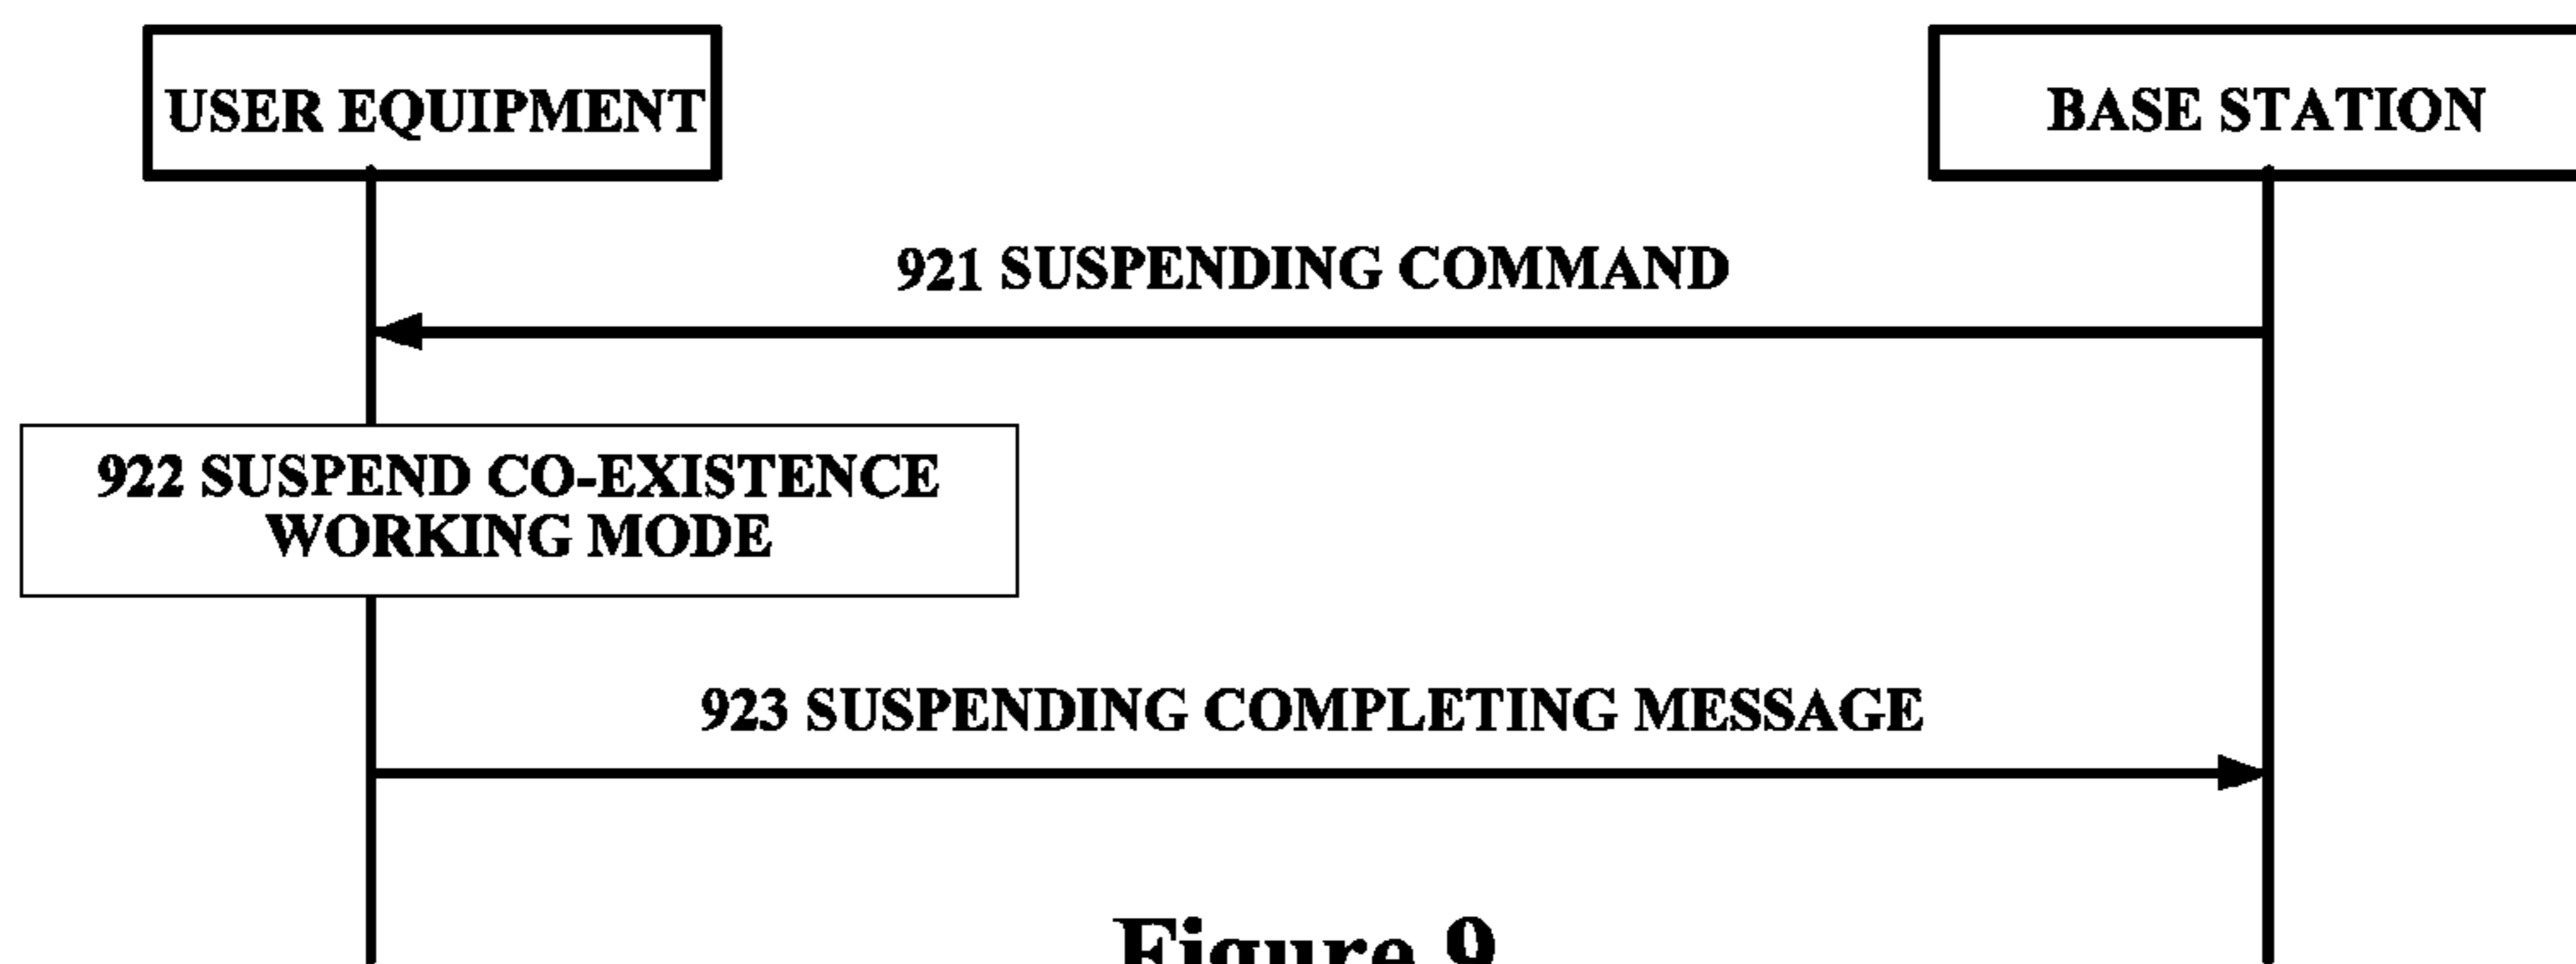 USER EQUIPMENT
BASE STATION
921 SUSPENDING COMMAND
922 SUSPEND CO-EXISTENCE
WORKING MODE
923 SUSPENDING COMPLETING MESSAGE
Figure 9